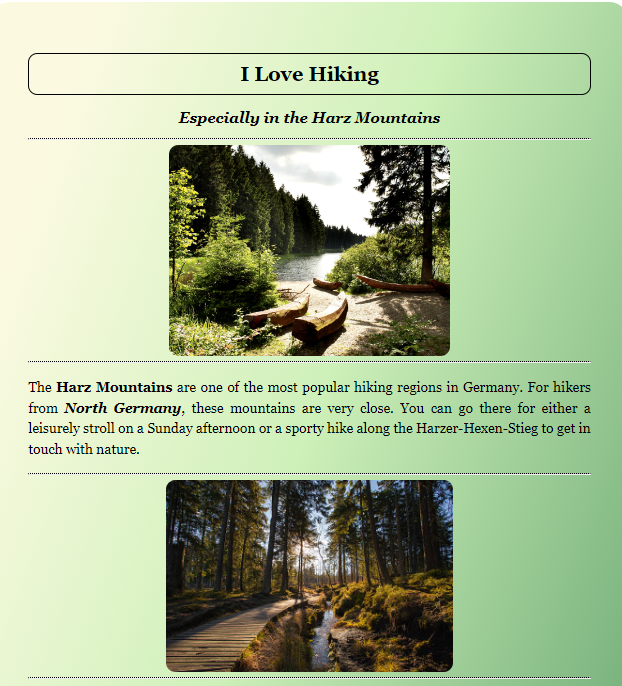 I Love Hiking
Especially in the Harz Mountains
The Harz Mountains are one of the most popular hiking regions in Germany. For hikers
from North Germany, these mountains are very close. You can go there for either a
leisurely stroll on a Sunday afternoon or a sporty hike along the Harzer-Hexen-Stieg to get in
touch with nature.